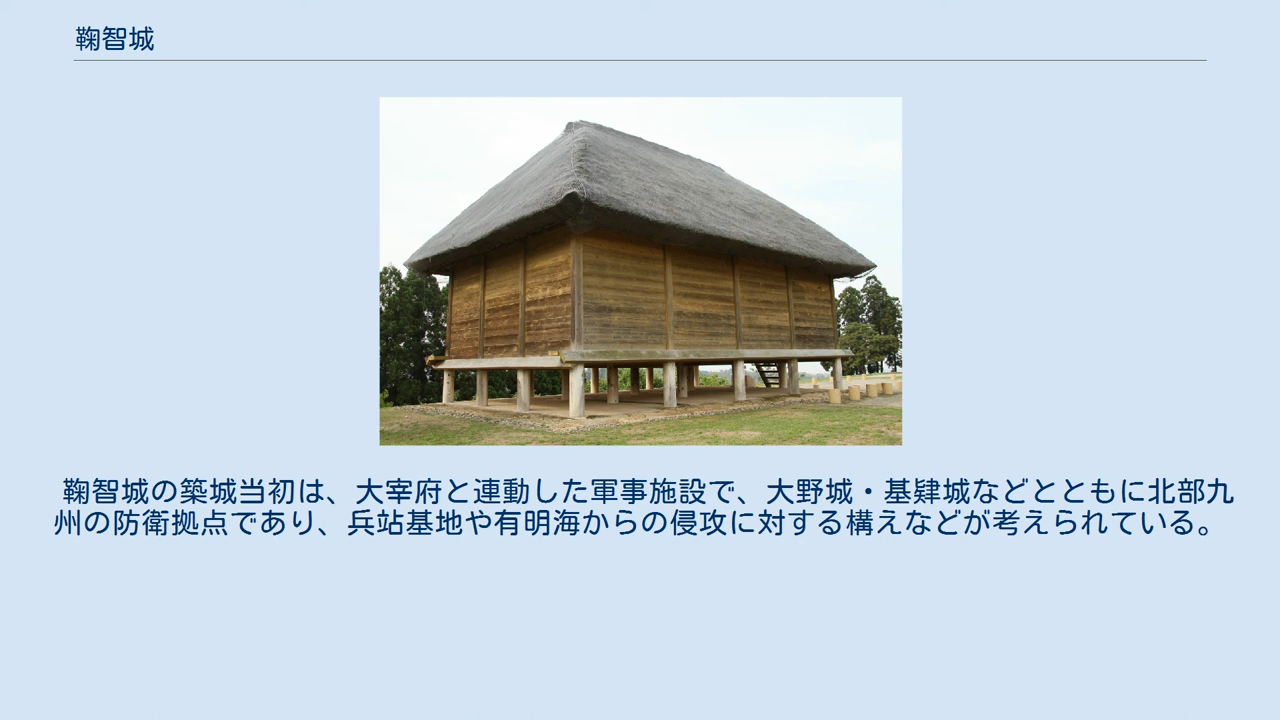 鞠智城
鞠智城の築城当初は、大宰府と連動した軍事施設で、大野城・基肄城などとともに北部九
州の防衛拠点であり、兵站基地や有明海からの侵攻に対する構えなどが考えられている。